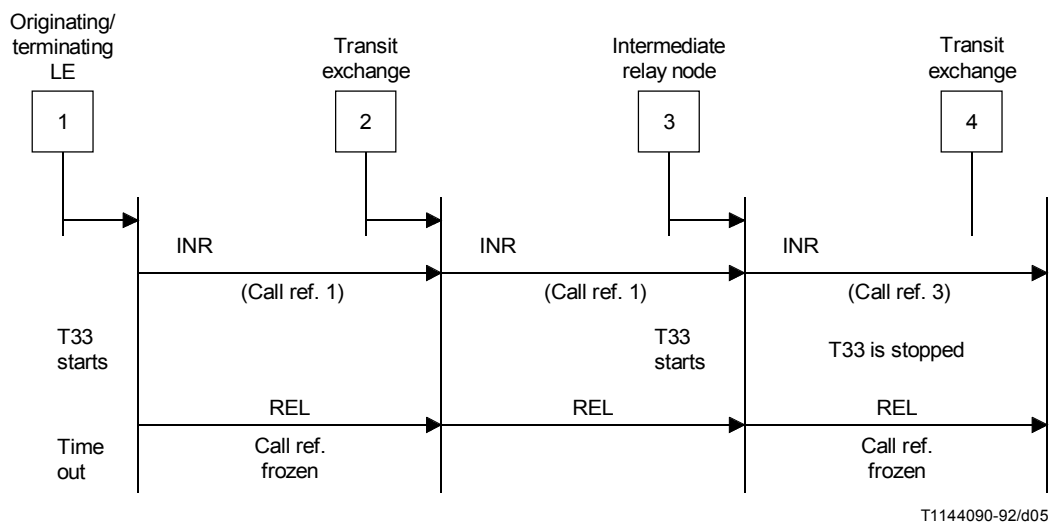 Originating/
terminating
LE
Transit
exchange
Intermediate
relay node
Transit
exchange
1
2
3
4
INR
INR
INR
(Call ref. 1)
(Call ref. 1)
(Call ref. 3)
T33
starts
T33
starts
T33 is stopped
REL
REL
REL
Time
out
Call ref.
frozen
Call ref.
frozen
T1144090-92/d05